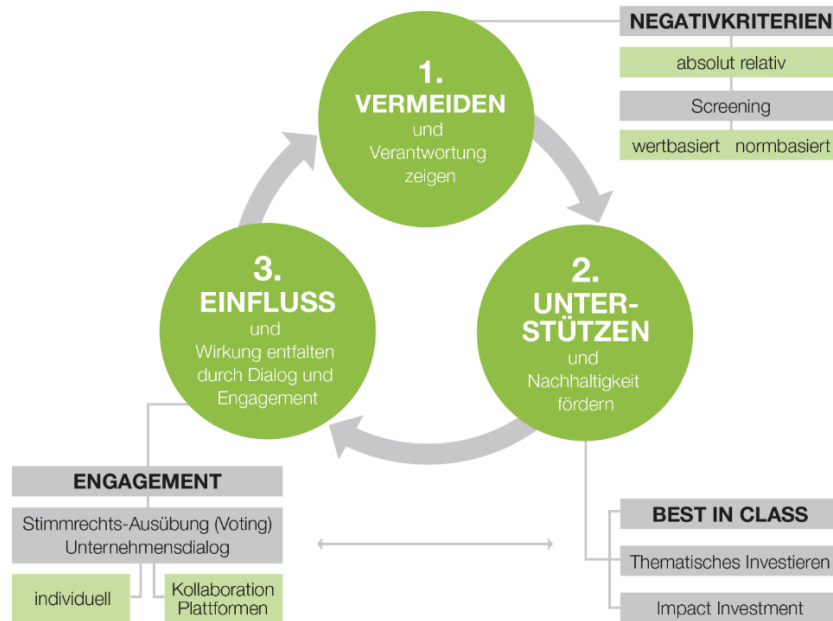 1.
VERMEIDEN
und
Verantwortung
zeigen
NEGATIVKRITERIEN
absolut relativ
Screening
wertbasiert normbasiert
2.
UNTER-
STÜTZEN
und
Nachhaltigkeit
fördern
BEST IN CLASS
Thematisches Investieren
Impact Investment
3.
EINFLUSS
und
Wirkung entfalten
durch Dialog und
Engagement
ENGAGEMENT
Stimmrechts-Ausübung (Voting)
Unternehmensdialog
individuell
Kollaboration
Plattformen